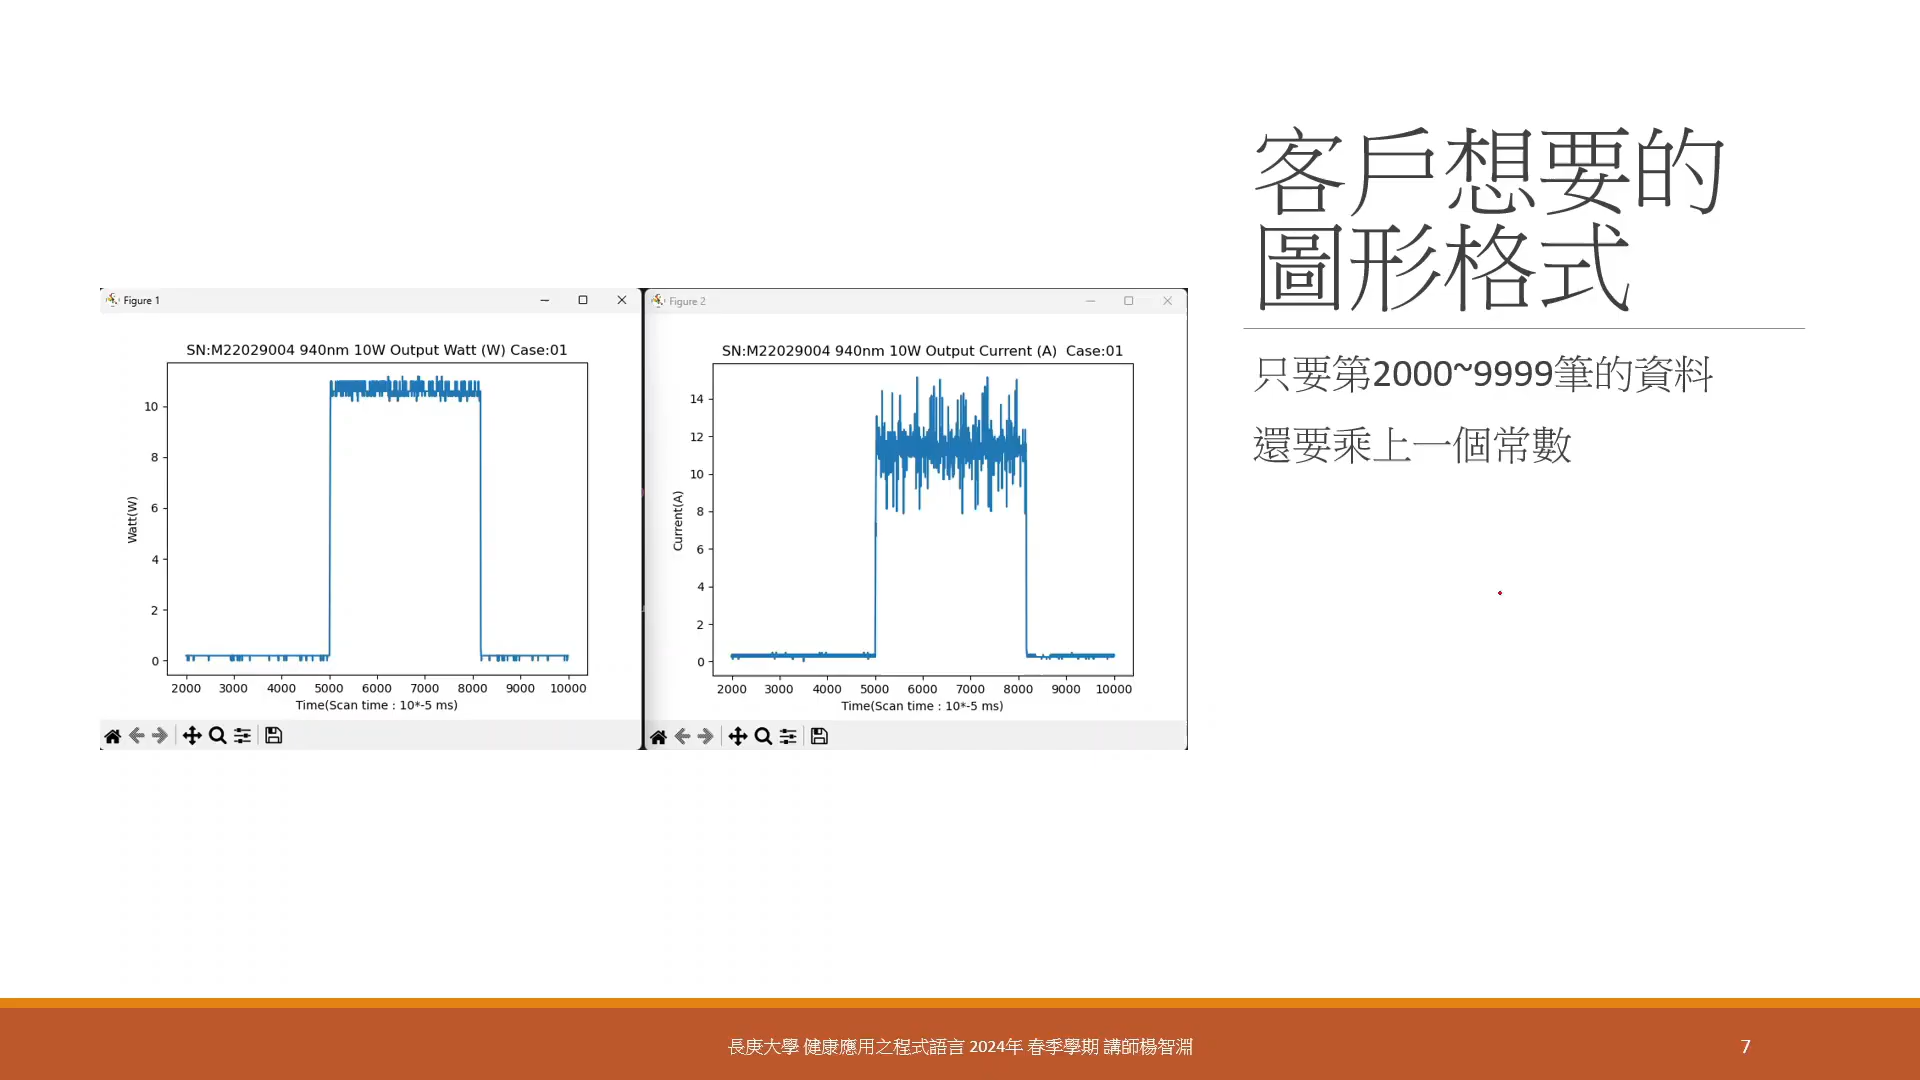 客戶想要的
圖形格式
只要第2000~9999筆的資料
還要乘上一個常數
Figure 1
SN:M22029004 940nm 10W Output Watt (W) Case:01
Watt(W)
10
8
6
4
2
0
2000 3000 4000 5000 6000 7000 8000 9000 10000
Time(Scan time : 10*-5 ms)
Figure 2
SN:M22029004 940nm 10W Output Current (A) Case:01
Current(A)
14
12
10
8
6
4
2
0
2000 3000 4000 5000 6000 7000 8000 9000 10000
Time(Scan time : 10*-5 ms)
長庚大學 健康應用之程式語言 2024年 春季學期 講師楊智淵
7